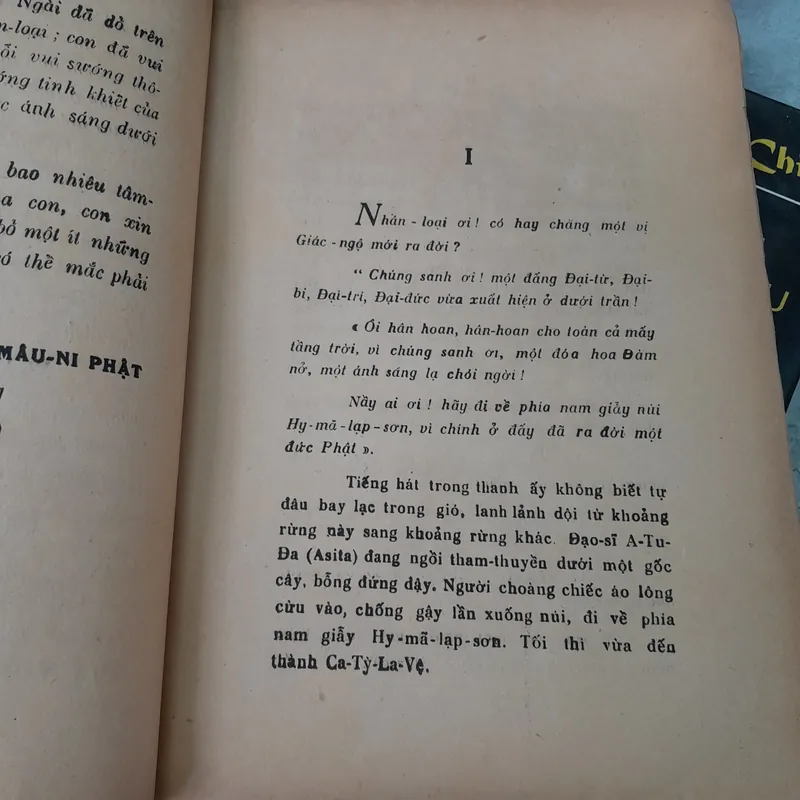 Ngài đã dỏ trên
n-loại ; con đã vui
ỗi vui sướng thô-
ớng tinh khiết của
c ánh sáng dưới
bao nhiêu tâm-
a con, con xin
bỏ một ít những
ó thể mắc phải
MÂU-NI PHẬT
I
Nhân - loại ơi ! có hay chăng một vị
Giác - ngộ mới ra đời ?
“ Chúng sanh ơi ! một đấng Đại-từ, Đại-
bi, Đại-trí, Đại-đức vừa xuất hiện ở dưới trần !
« Ôi hân hoan, hân-hoan cho toàn cả mấy
tầng trời, vì chúng sanh ơi, một đóa hoa Đàm
nở, một ánh sáng lạ chói ngời !
Nầy ai ơi ! hãy đi về phía nam giãy núi
Hy-mã-lạp-sơn, vì chính ở đấy đã ra đời một
đức Phật ».
Tiếng hát trong thanh ấy không biết tự
đâu bay lạc trong gió, lanh lảnh dội từ khoảng
rừng này sang khoảng rừng khác. Đạo-sĩ A-Tu-
Đa (Asita) đang ngồi tham-thuyền dưới một gốc
cây, bỗng đứng dậy. Người choàng chiếc áo lông
cừu vào, chống gậy lần xuống núi, đi về phía
nam giẫy Hy-mã-lạp-sơn. Tối thì vừa đến
thành Ca-Tỳ-La-Vệ.
Chi
U